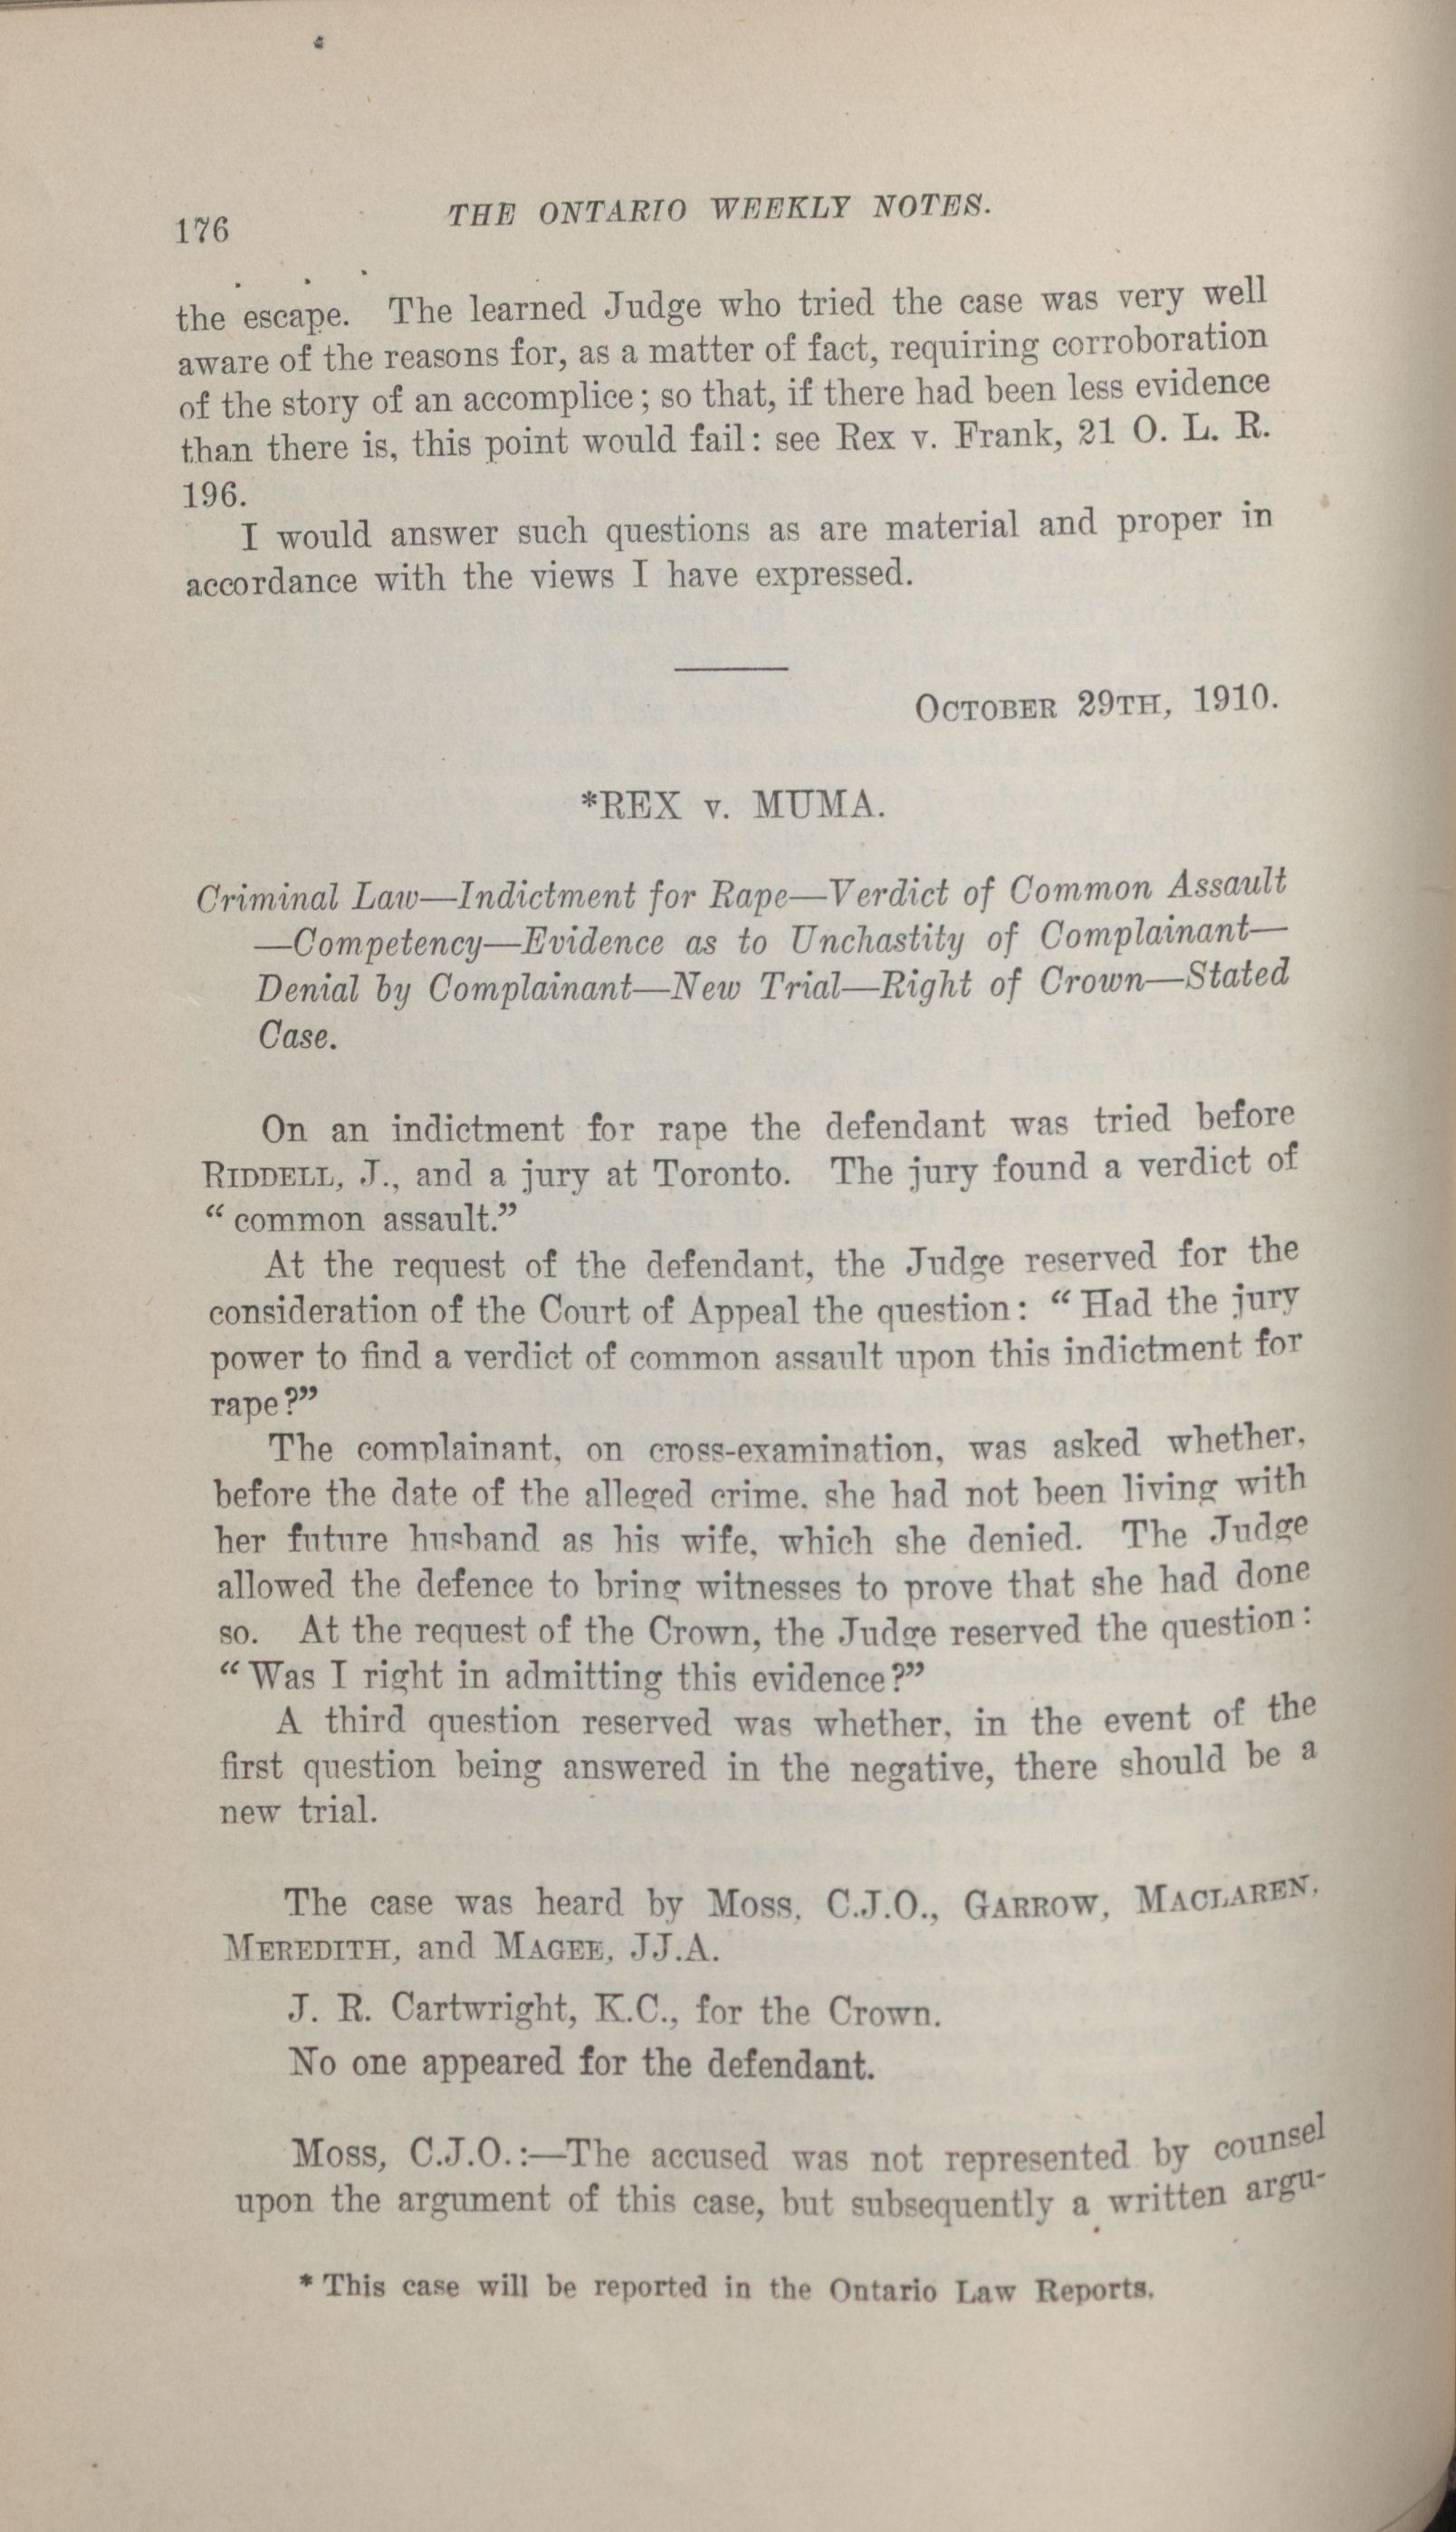 176
THE ONTARIO WEEKLY NOTES.
the escape. The learned Judge who tried the case was very well
aware of the reasons for, as a matter of fact, requiring corroboration
of the story of an accomplice; so that, if there had been less evidence
than there is, this point would fail: see Rex v. Frank, 21 O. L. R.
196.
I would answer such questions as are material and proper in
accordance with the views I have expressed.
OCTOBER 29TH, 1910.
*REX v. MUMA.
Criminal Law—Indictment for Rape—Verdict of Common Assault
—Competency—Evidence as to Unchastity of Complainant—
Denial by Complainant—New Trial—Right of Crown—Stated
Case.
On an indictment for rape the defendant was tried before
RIDDELL, J., and a jury at Toronto. The jury found a verdict of
“common assault.”
At the request of the defendant, the Judge reserved for the
consideration of the Court of Appeal the question: “Had the jury
power to find a verdict of common assault upon this indictment for
rape?”
The complainant, on cross-examination, was asked whether,
before the date of the alleged crime, she had not been living with
her future husband as his wife, which she denied. The Judge
allowed the defence to bring witnesses to prove that she had done
so. At the request of the Crown, the Judge reserved the question:
“Was I right in admitting this evidence?”
A third question reserved was whether, in the event of the
first question being answered in the negative, there should be a
new trial.
The case was heard by MOSS, C.J.O., GARROW, MACLAREN,
MEREDITH, and MAGEE, JJ.A.
J. R. Cartwright, K.C., for the Crown.
No one appeared for the defendant.
MOSS, C.J.O.:—The accused was not represented by counsel
upon the argument of this case, but subsequently a written argu-
* This case will be reported in the Ontario Law Reports.